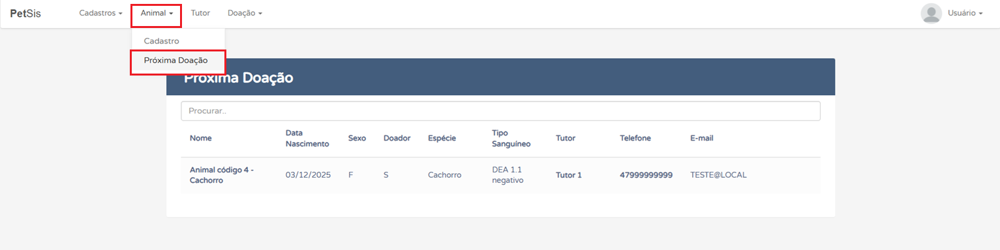 PetSis Cadastros Animal Tutor Doação Usuário
Cadastro
Próxima Doação
Próxima Doação
Procurar..
Nome Data Nascimento Sexo Doador Espécie Tipo Sanguíneo Tutor Telefone E-mail
Animal código 4 - Cachorro 03/12/2025 F S Cachorro DEA 1.1 negativo Tutor 1 47999999999 TESTE@LOCAL